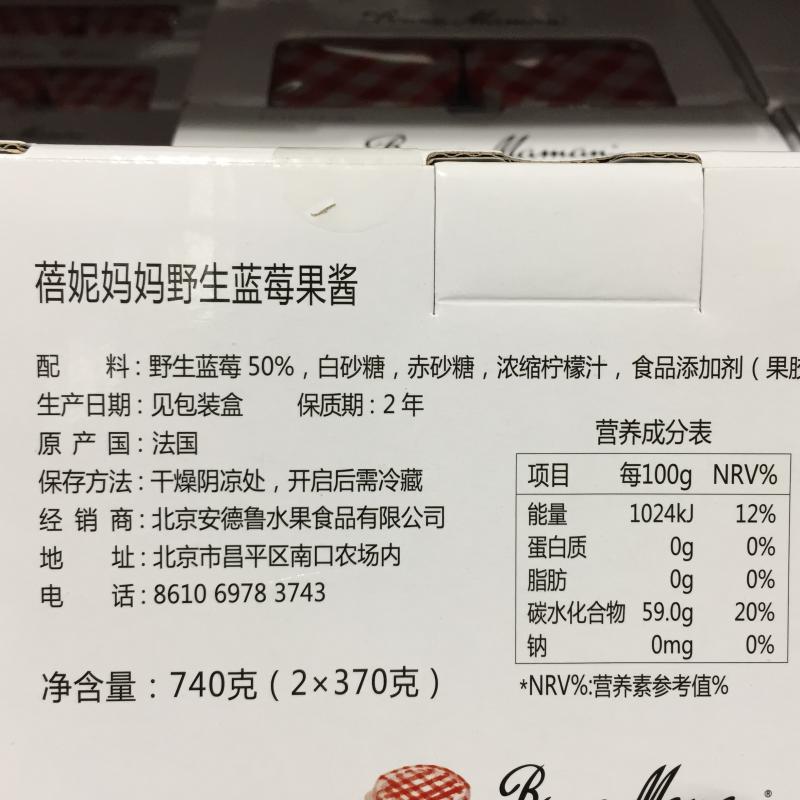 Bonne Maman
Bonne Maman
蓓妮妈妈野生蓝莓果酱
配 料：野生蓝莓 50%，白砂糖，赤砂糖，浓缩柠檬汁，食品添加剂（果胶
生产日期：见包装盒 保质期：2 年
原 产 国：法国
保存方法：干燥阴凉处，开启后需冷藏
经 销 商：北京安德鲁水果食品有限公司
地 址：北京市昌平区南口农场内
电 话：8610 6978 3743
净含量：740克（2×370克）
营养成分表
项目 每100g NRV%
能量 1024kJ 12%
蛋白质 0g 0%
脂肪 0g 0%
碳水化合物 59.0g 20%
钠 0mg 0%
*NRV%:营养素参考值%
Bonne Maman®